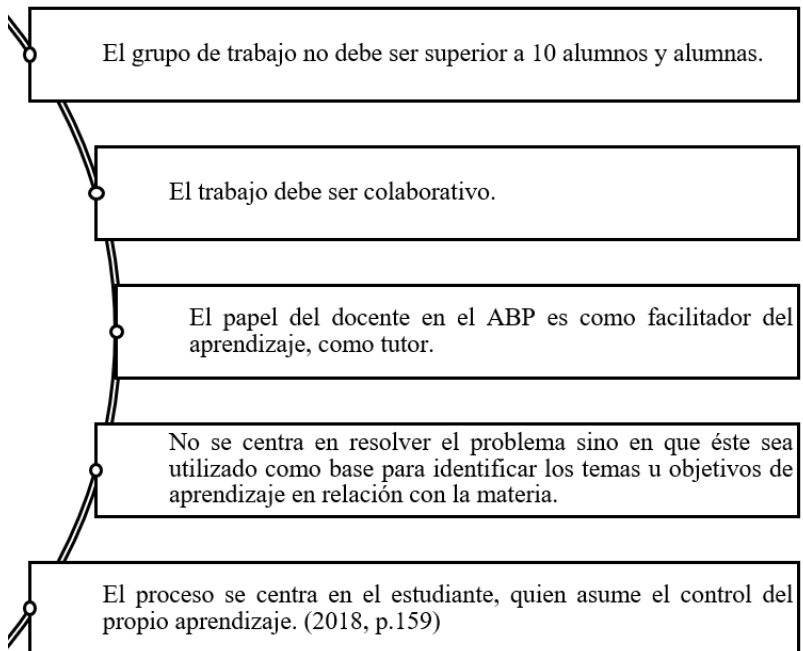 El grupo de trabajo no debe ser superior a 10 alumnos y alumnas.
El trabajo debe ser colaborativo.
El papel del docente en el ABP es como facilitador del
aprendizaje, como tutor.
No se centra en resolver el problema sino en que éste sea
utilizado como base para identificar los temas u objetivos de
aprendizaje en relación con la materia.
El proceso se centra en el estudiante, quien asume el control del
propio aprendizaje. (2018, p.159)